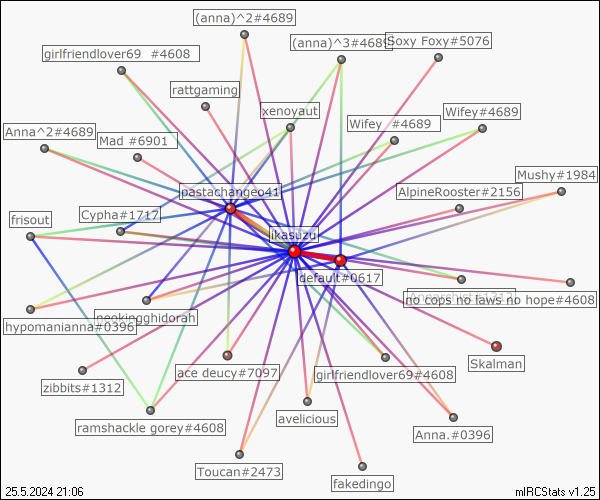 (anna)^2#4689
(anna)^3#4689
Soxy Foxy#5076
girlfriendlover69 #4608
rattgaming
xenoyaut
Wifey #4689
Wifey#4689
Anna^2#4689
Mad #6901
Mushy#1984
pastachangeo41
AlpineRooster#2156
frisout
Cypha#1717
ikasuzu
default#0617
no cops no laws no hope#4608
neokingghidorah
hypomanianna#0396
Skalman
ace deucy#7097
girlfriendlover69#4608
zibbits#1312
avelicious
ramshackle gorey#4608
Anna.#0396
Toucan#2473
fakedingo
25.5.2024 21:06
mIRCStats v1.25